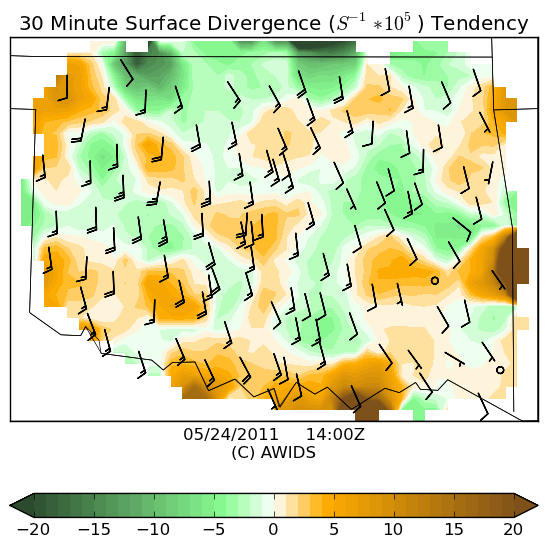 30 Minute Surface Divergence (S⁻¹ *10⁵ ) Tendency
05/24/2011 14:00Z
(C) AWIDS
−20 −15 −10 −5 0 5 10 15 20